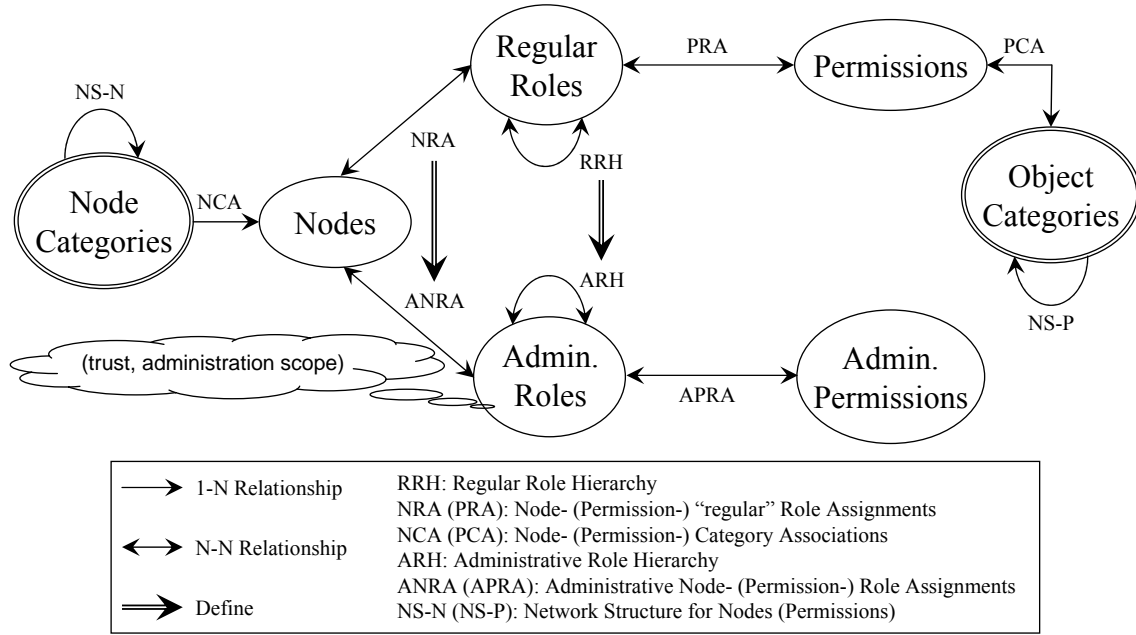 Regular
Roles
PRA
Permissions
PCA
NS-N
NRA
RRH
Node
Categories
NCA
Nodes
Object
Categories
ANRA
ARH
NS-P
(trust, administration scope)
Admin.
Roles
APRA
Admin.
Permissions
1-N Relationship
N-N Relationship
Define
RRH: Regular Role Hierarchy
NRA (PRA): Node- (Permission-) “regular” Role Assignments
NCA (PCA): Node- (Permission-) Category Associations
ARH: Administrative Role Hierarchy
ANRA (APRA): Administrative Node- (Permission-) Role Assignments
NS-N (NS-P): Network Structure for Nodes (Permissions)